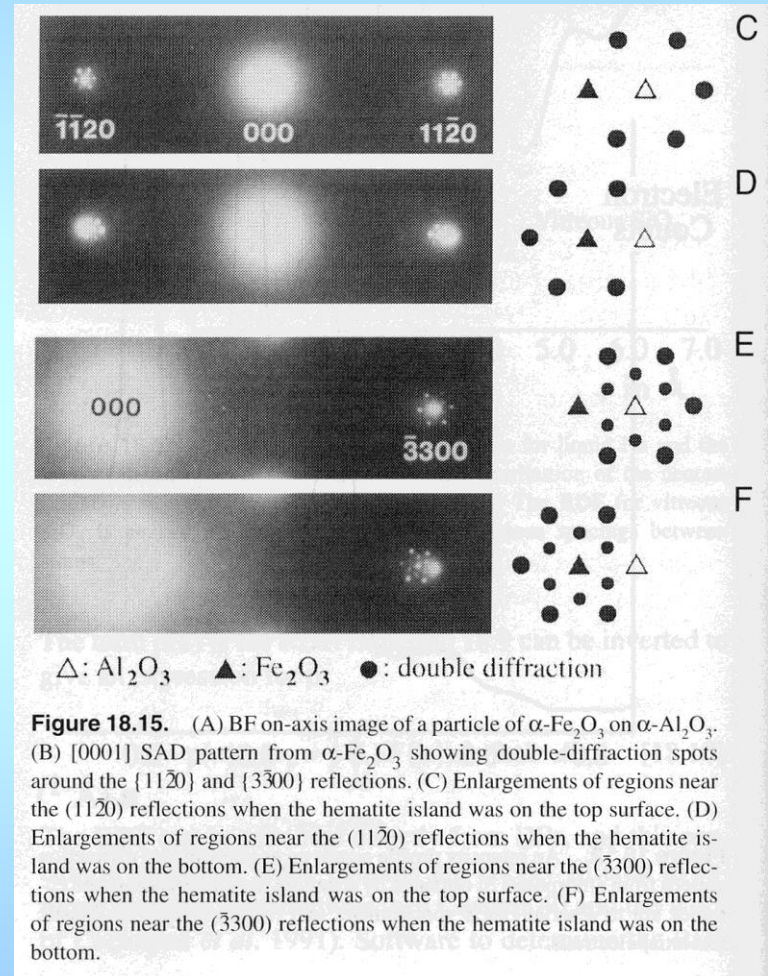 C
1̄1̄20
000
112̄0
D
E
000
3̄300
F
△: Al₂O₃ ▲: Fe₂O₃ ●: double diffraction
Figure 18.15. (A) BF on-axis image of a particle of α-Fe₂O₃ on α-Al₂O₃.
(B) [0001] SAD pattern from α-Fe₂O₃ showing double-diffraction spots
around the {112̄0} and {33̄00} reflections. (C) Enlargements of regions near
the (112̄0) reflections when the hematite island was on the top surface. (D)
Enlargements of regions near the (112̄0) reflections when the hematite is-
land was on the bottom. (E) Enlargements of regions near the (3̄300) reflec-
tions when the hematite island was on the top surface. (F) Enlargements
of regions near the (3̄300) reflections when the hematite island was on the
bottom.